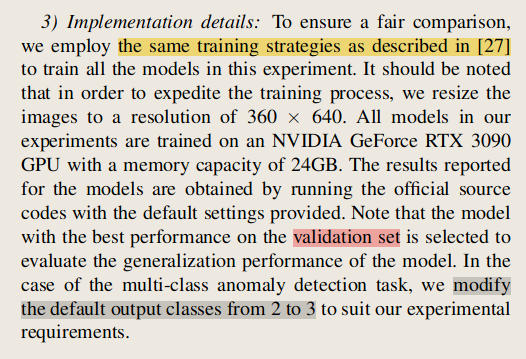 3) Implementation details: To ensure a fair comparison,
we employ the same training strategies as described in [27]
to train all the models in this experiment. It should be noted
that in order to expedite the training process, we resize the
images to a resolution of 360 × 640. All models in our
experiments are trained on an NVIDIA GeForce RTX 3090
GPU with a memory capacity of 24GB. The results reported
for the models are obtained by running the official source
codes with the default settings provided. Note that the model
with the best performance on the validation set is selected to
evaluate the generalization performance of the model. In the
case of the multi-class anomaly detection task, we modify
the default output classes from 2 to 3 to suit our experimental
requirements.